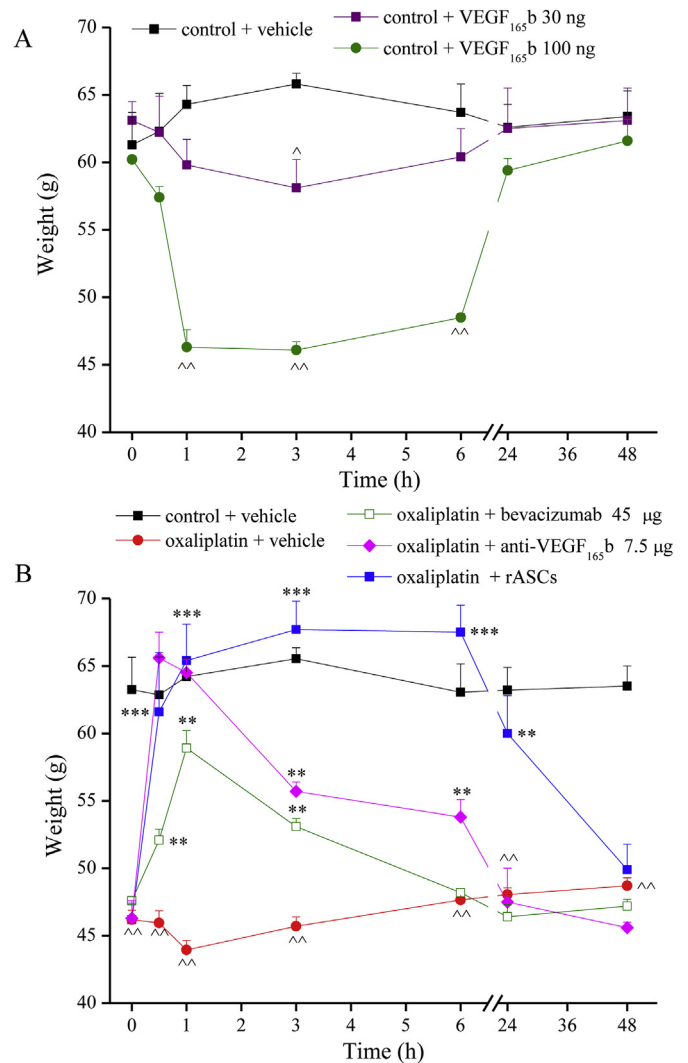 A
control + vehicle
control + VEGF₁₆₅b 30 ng
control + VEGF₁₆₅b 100 ng
70
65
60
55
50
45
40
Weight (g)
^
^^
^^
^^
0 1 2 3 4 5 6 24 36 48
Time (h)
control + vehicle
oxaliplatin + vehicle
oxaliplatin + bevacizumab 45 μg
oxaliplatin + anti-VEGF₁₆₅b 7.5 μg
oxaliplatin + rASCs
B
70
65
60
55
50
45
40
Weight (g)
***
***
***
***
**
**
**
**
**
**
^^
^^
^^
^^
^^
^^
^^
0 1 2 3 4 5 6 24 36 48
Time (h)